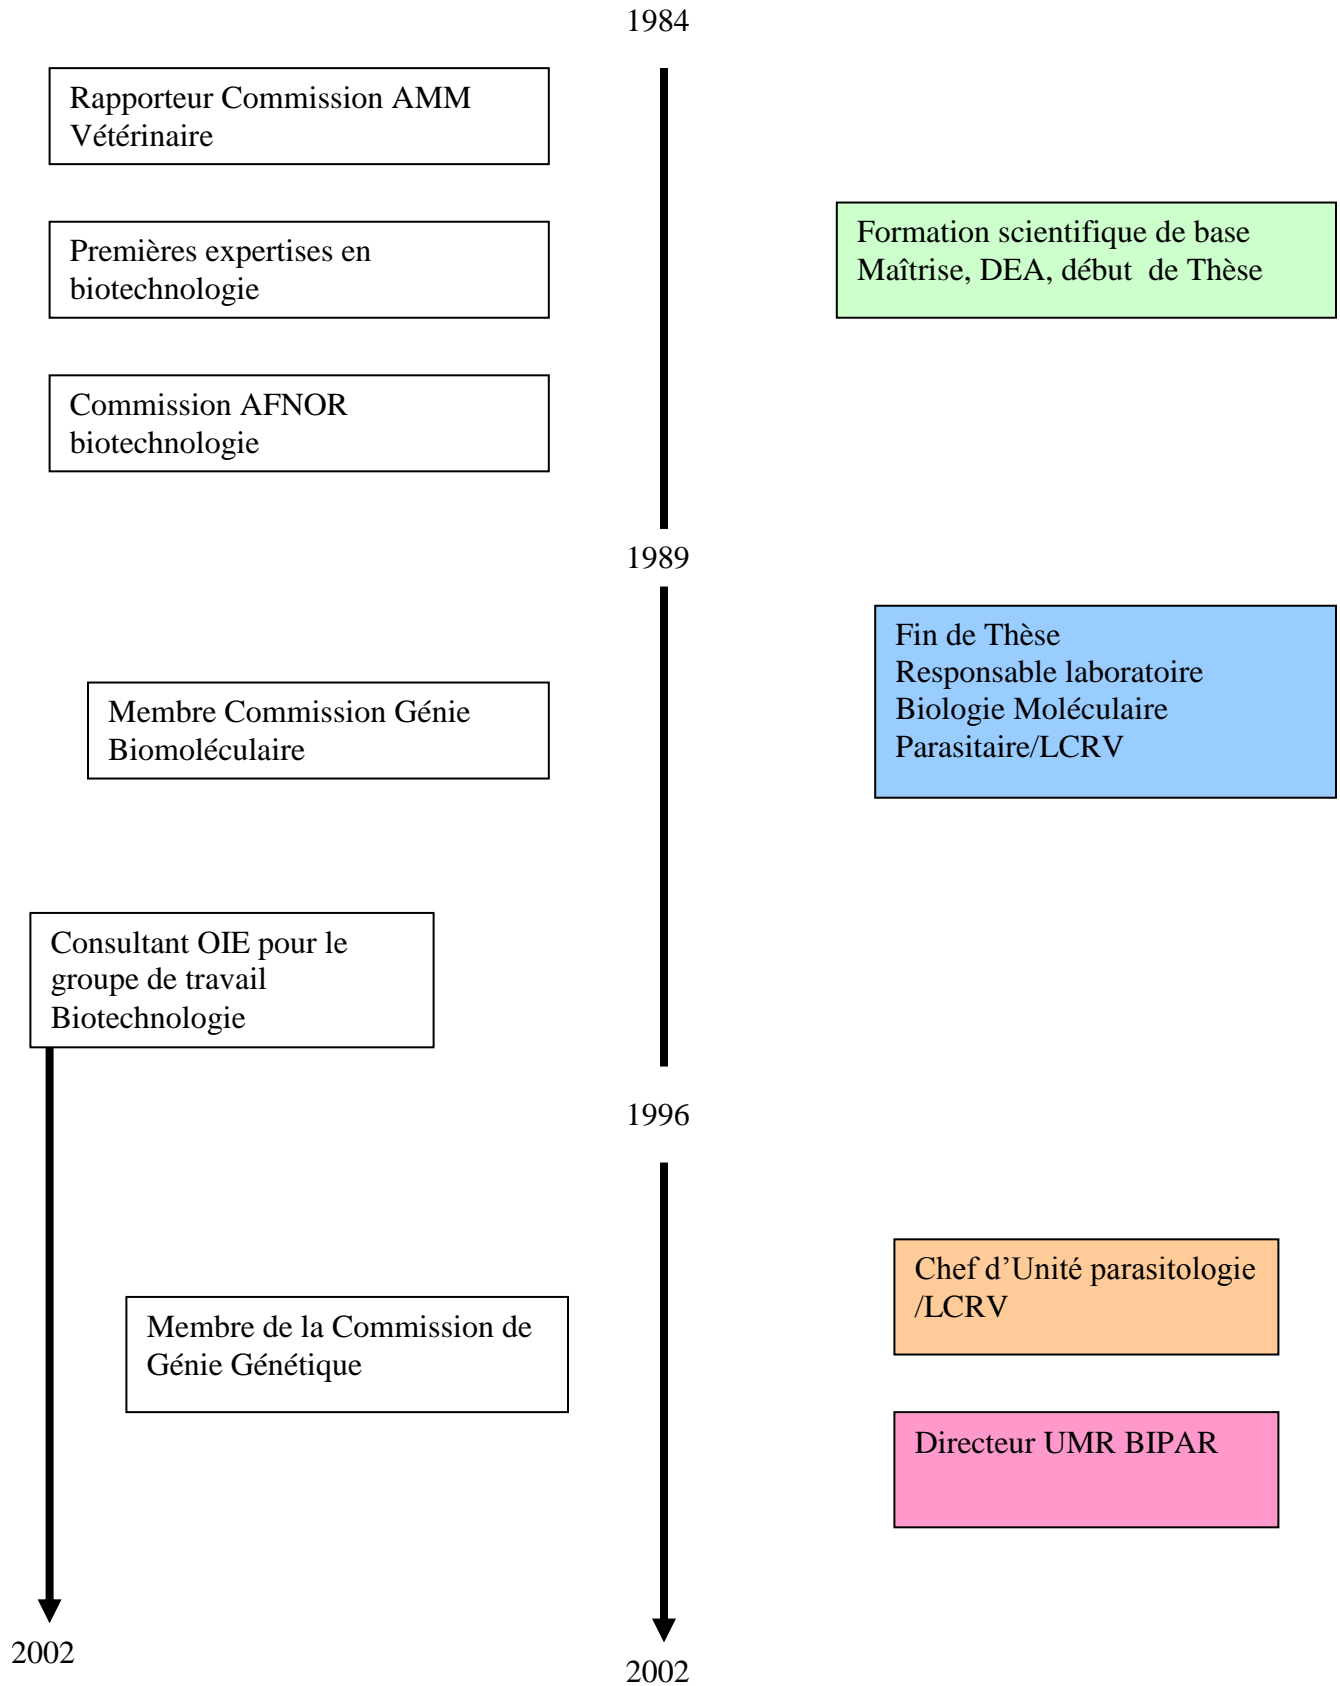 1984
Rapporteur Commission AMM
Vétérinaire
Premières expertises en
biotechnologie
Formation scientifique de base
Maîtrise, DEA, début de Thèse
Commission AFNOR
biotechnologie
1989
Fin de Thèse
Responsable laboratoire
Biologie Moléculaire
Parasitaire/LCRV
Membre Commission Génie
Biomoléculaire
Consultant OIE pour le
groupe de travail
Biotechnologie
1996
Chef d’Unité parasitologie
/LCRV
Membre de la Commission de
Génie Génétique
Directeur UMR BIPAR
2002
2002